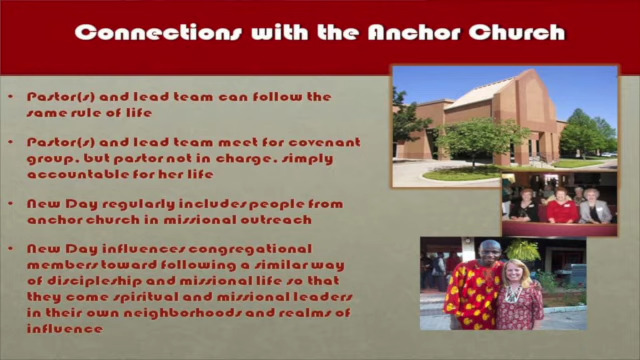 Connections with the Anchor Church
• Pastor(s) and lead team can follow the
same rule of life
• Pastor(s) and lead team meet for covenant
group, but pastor not in charge, simply
accountable for her life
• New Day regularly includes people from
anchor church in missional outreach
• New Day influences congregational
members toward following a similar way
of discipleship and missional life so that
they come spiritual and missional leaders
in their own neighborhoods and realms of
influence